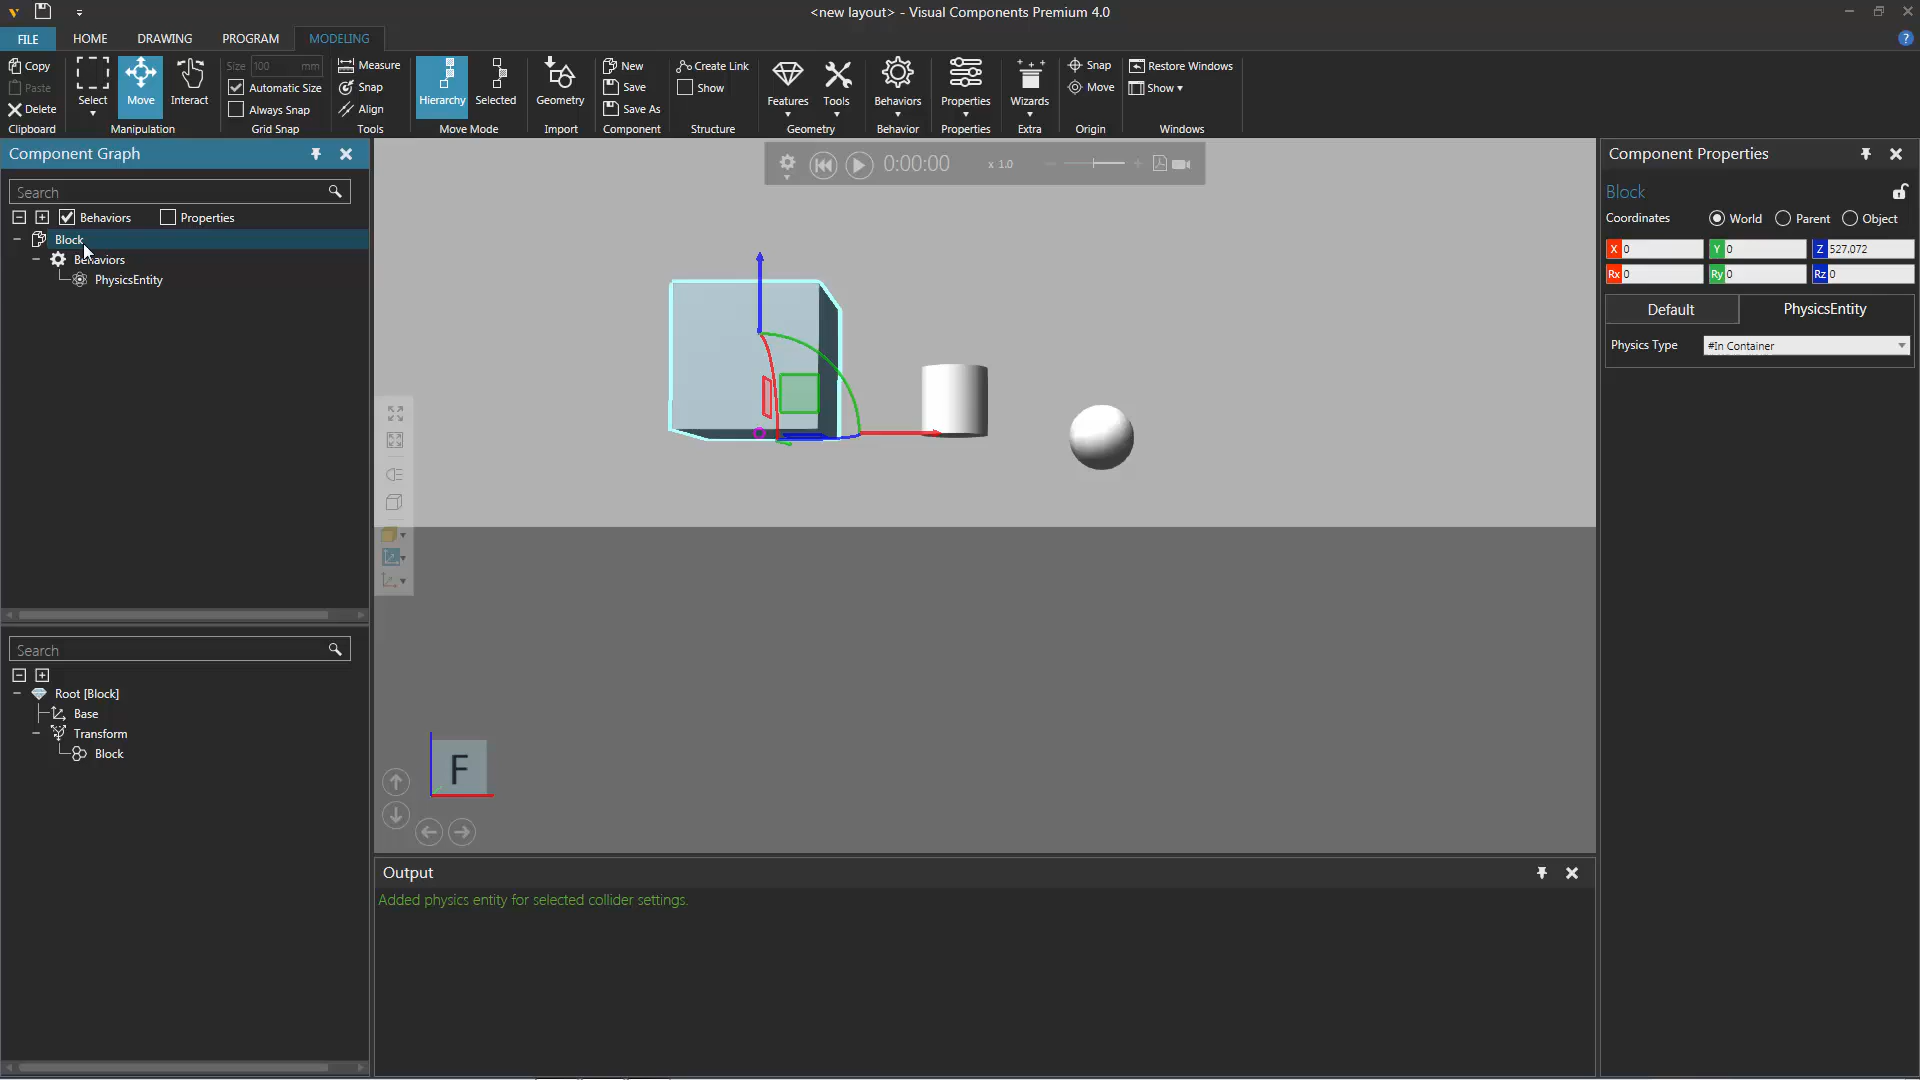 <new layout> - Visual Components Premium 4.0
FILE HOME DRAWING PROGRAM MODELING
Copy
Paste
Delete
Clipboard
Select Move Interact
Manipulation
Size 100 mm
Automatic Size
Always Snap
Grid Snap
Measure
Snap
Align
Tools
Hierarchy Selected
Move Mode
Geometry
Import
New
Save
Save As
Component
Create Link
Show
Structure
Features Tools
Geometry
Behaviors
Behavior
Properties
Properties
Wizards
Extra
Snap
Move
Origin
Restore Windows
Show
Windows
Component Graph
Search
Behaviors Properties
Block
Behaviors
PhysicsEntity
Search
Root [Block]
Base
Transform
Block
0:00:00 x 1.0
F
Output
Added physics entity for selected collider settings.
Component Properties
Block
Coordinates World Parent Object
X 0 Y 0 Z 527.072
Rx 0 Ry 0 Rz 0
Default PhysicsEntity
Physics Type #In Container